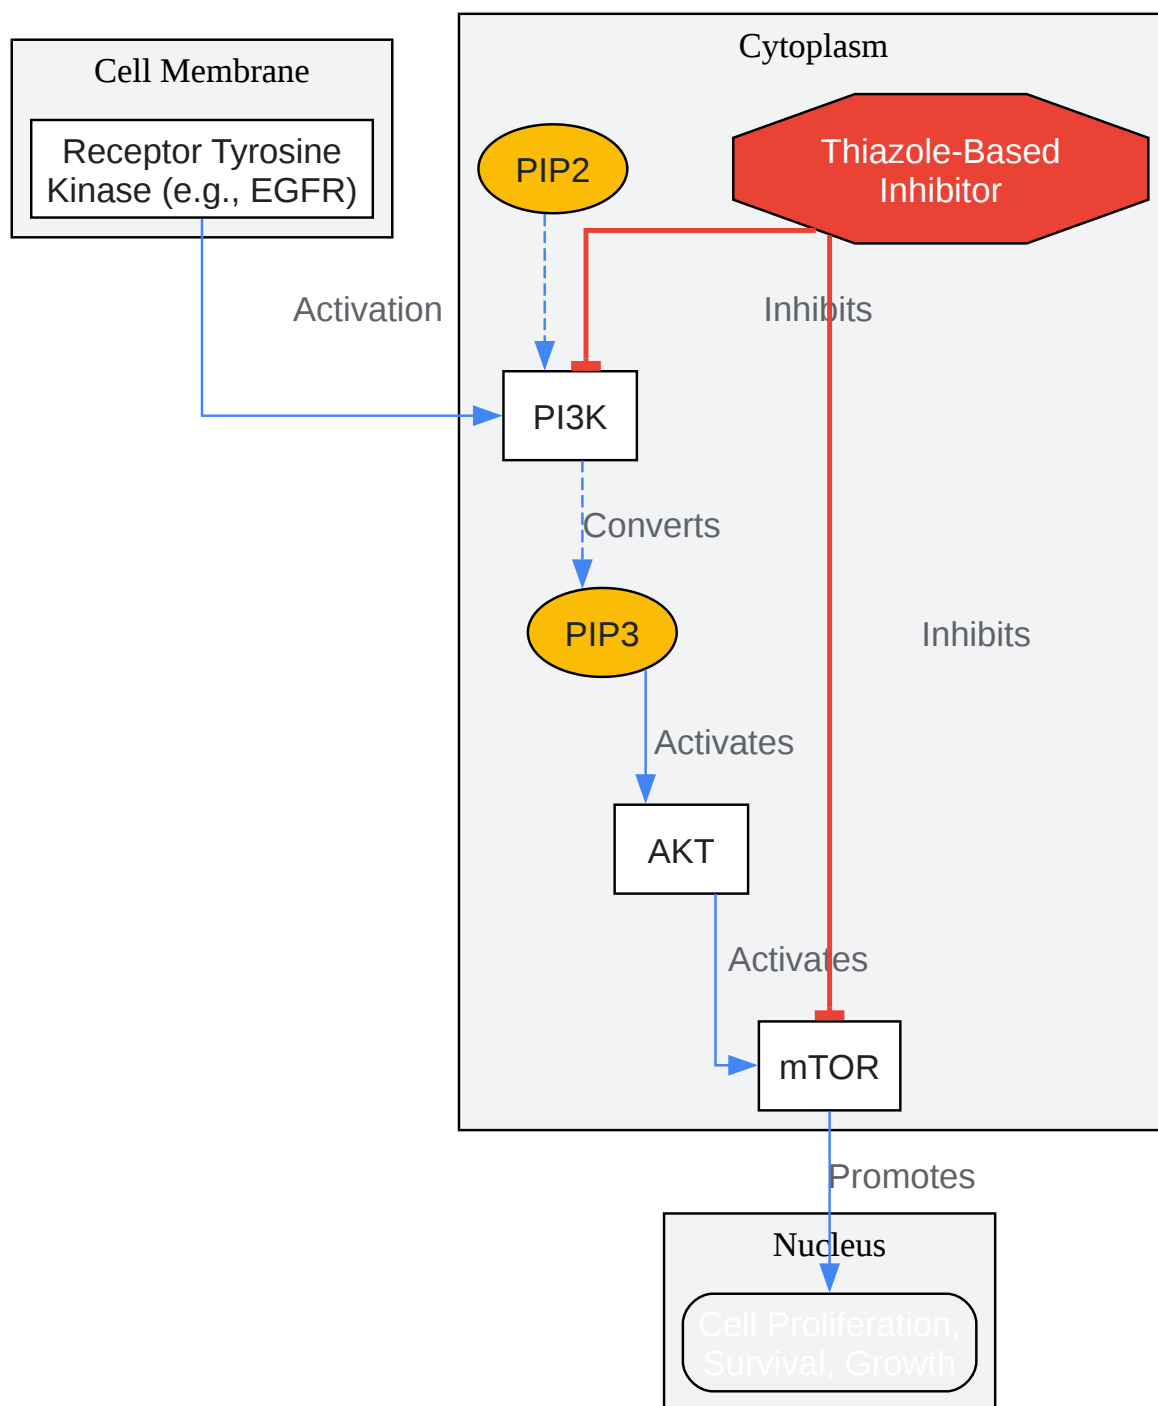 Cell Membrane
Receptor Tyrosine
Kinase (e.g., EGFR)
Cytoplasm
PIP2
Thiazole-Based
Inhibitor
Activation
Inhibits
PI3K
Converts
PIP3
Inhibits
Activates
AKT
Activates
mTOR
Promotes
Nucleus
Cell Proliferation,
Survival, Growth